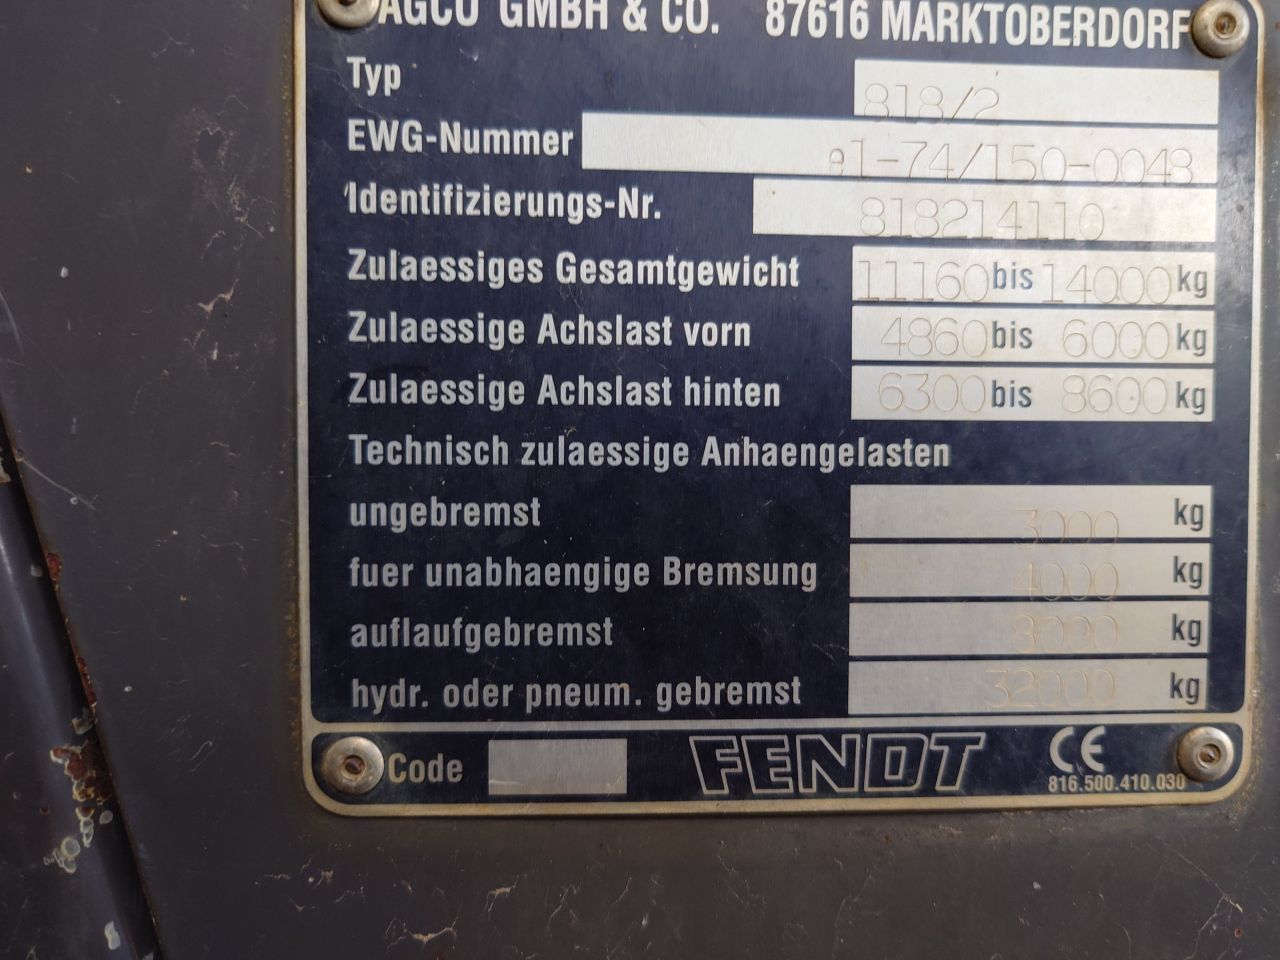 AGCO GMBH & CO. 87616 MARKTOBERDORF
Typ 818/2
EWG-Nummer e1-74/150-0048
Identifizierungs-Nr. 818214110
Zulaessiges Gesamtgewicht 11160 bis 14000 kg
Zulaessige Achslast vorn 4860 bis 6000 kg
Zulaessige Achslast hinten 6300 bis 8600 kg
Technisch zulaessige Anhaengelasten
ungebremst 3000 kg
fuer unabhaengige Bremsung 4000 kg
auflaufgebremst 8000 kg
hydr. oder pneum. gebremst 32000 kg
Code FENDT CE
816.500.410.030